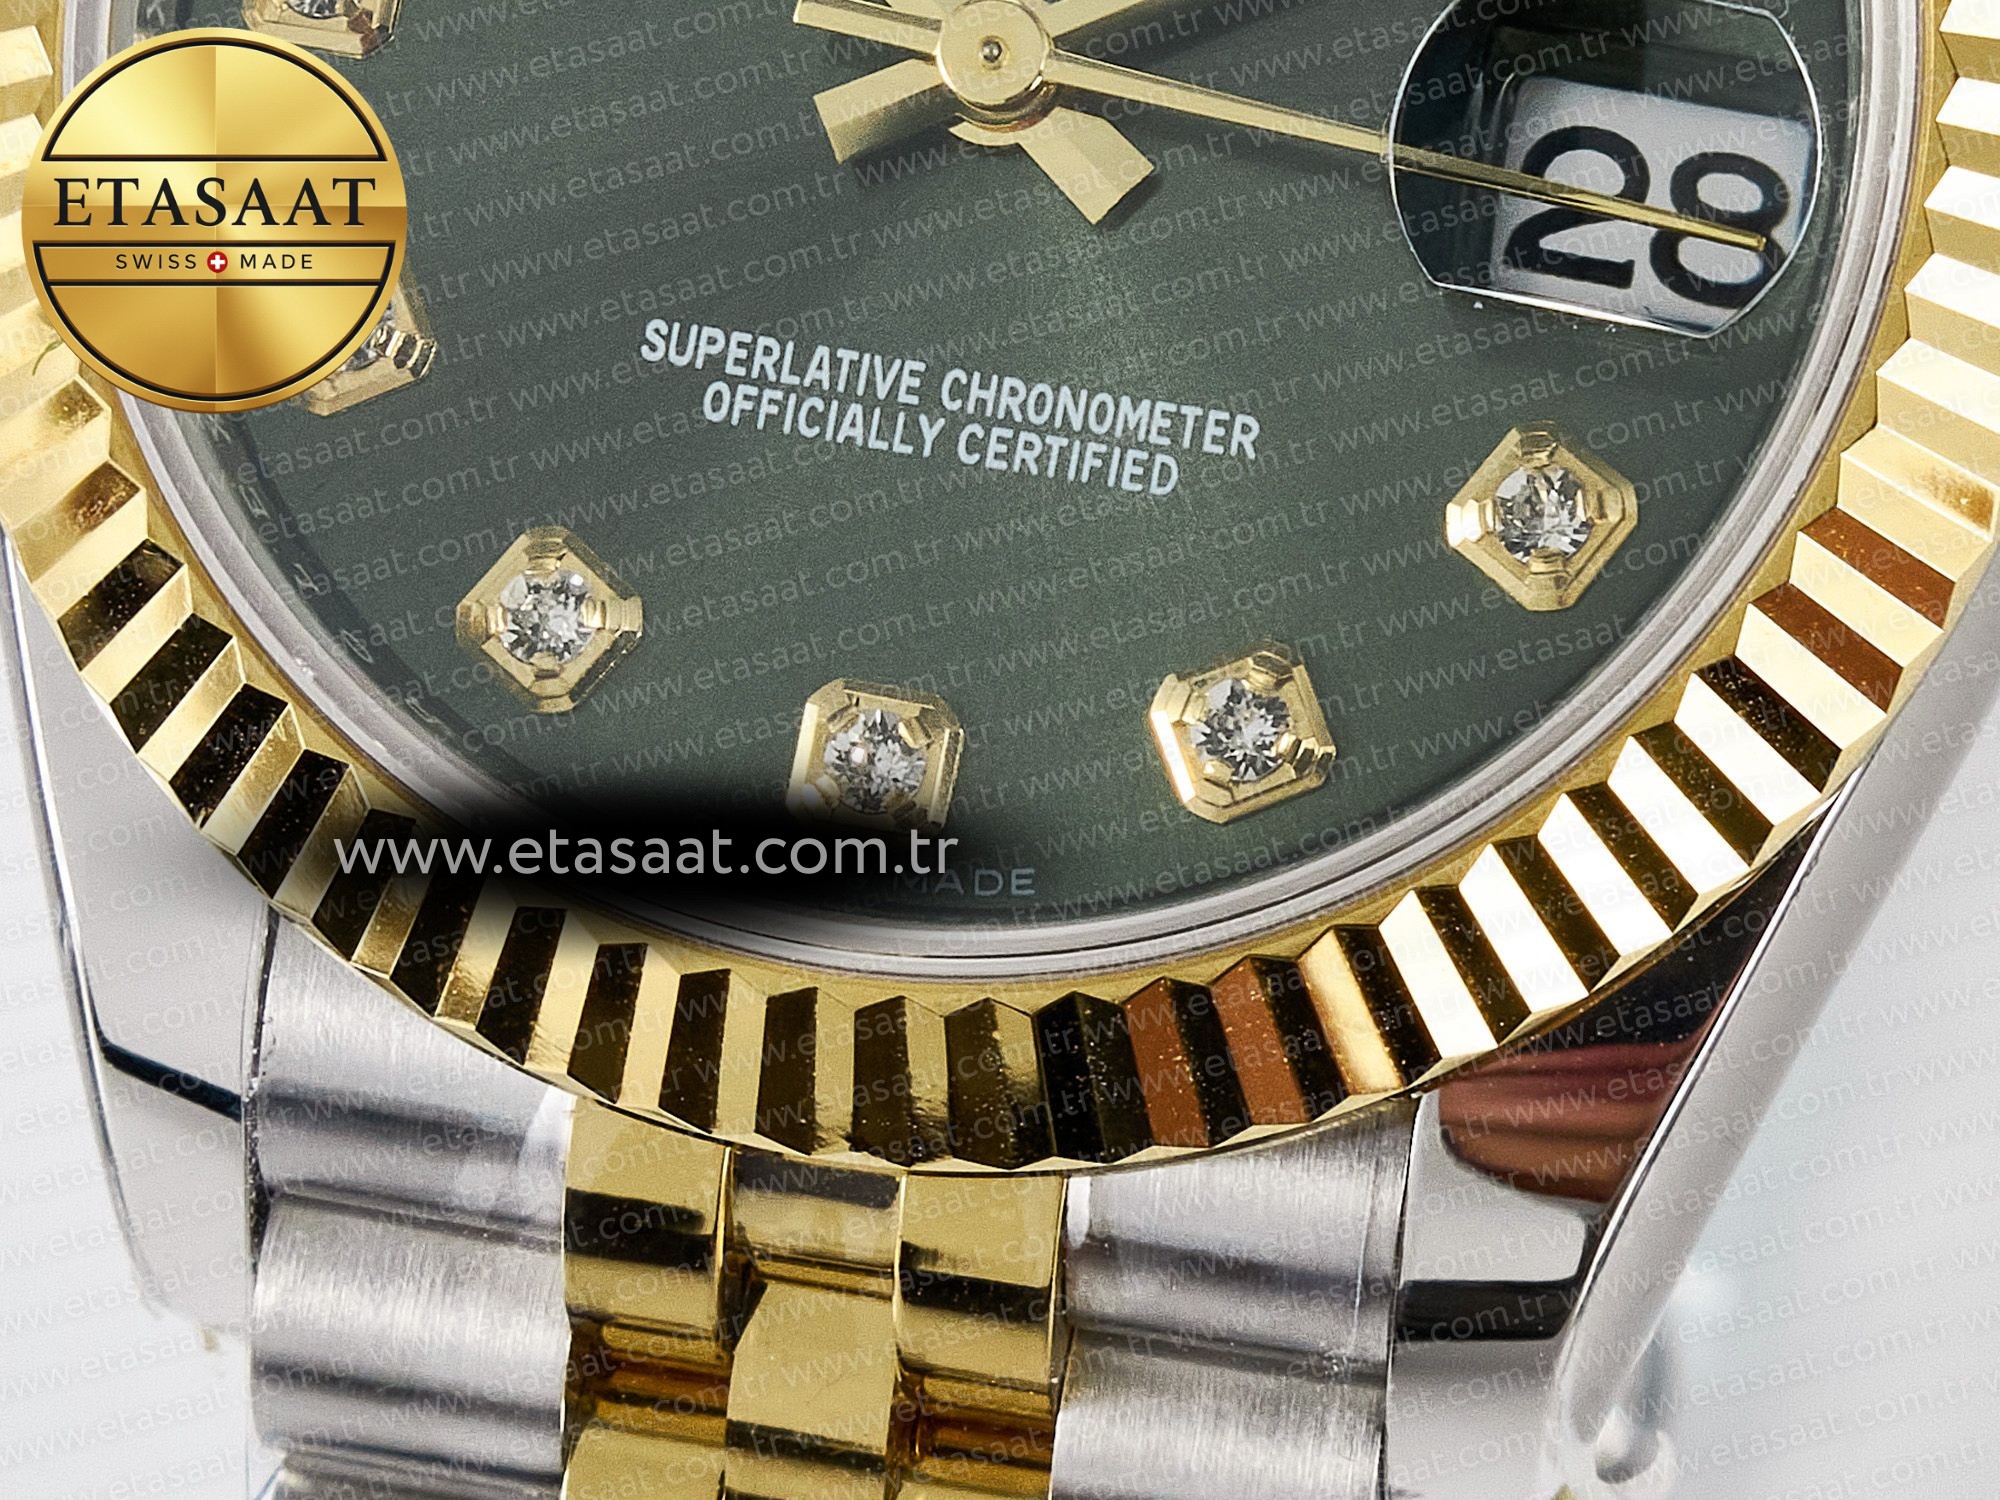 ETASAAT
SWISS MADE
28
SUPERLATIVE CHRONOMETER
OFFICIALLY CERTIFIED
www.etasaat.com.tr
MADE